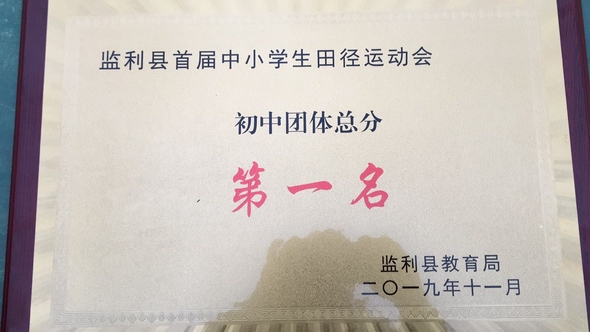 监利县首届中小学生田径运动会
初中团体总分
第一名
监利县教育局
二〇一九年十一月